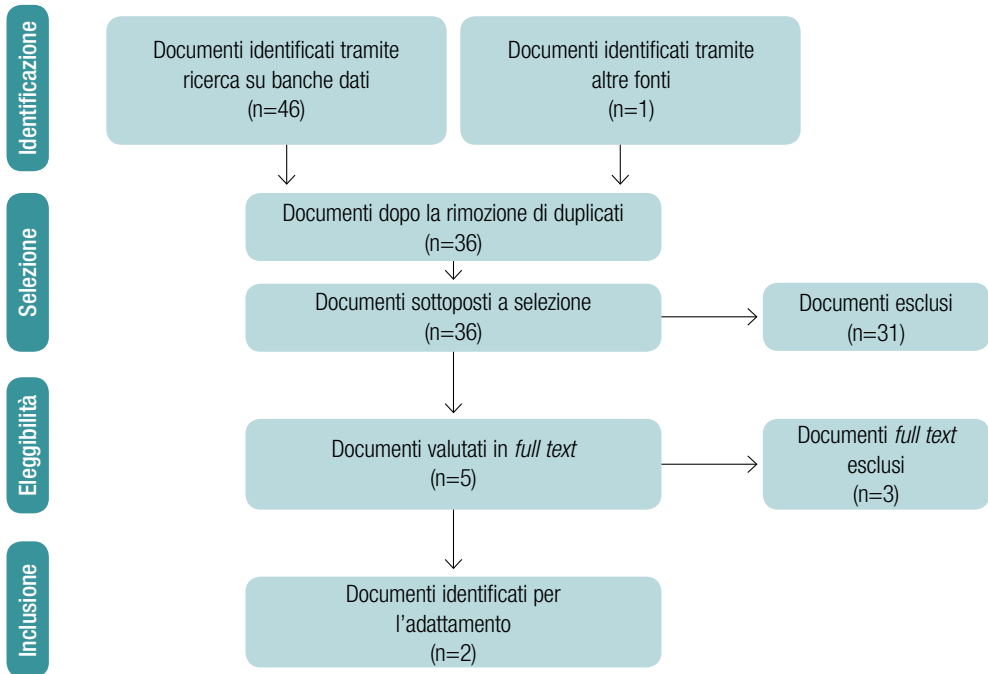 Identificazione
Documenti identificati tramite
ricerca su banche dati
(n=46)
Documenti identificati tramite
altre fonti
(n=1)
Selezione
Documenti dopo la rimozione di duplicati
(n=36)
Documenti sottoposti a selezione
(n=36)
Documenti esclusi
(n=31)
Eleggibilità
Documenti valutati in full text
(n=5)
Documenti full text
esclusi
(n=3)
Inclusione
Documenti identificati per
l'adattamento
(n=2)